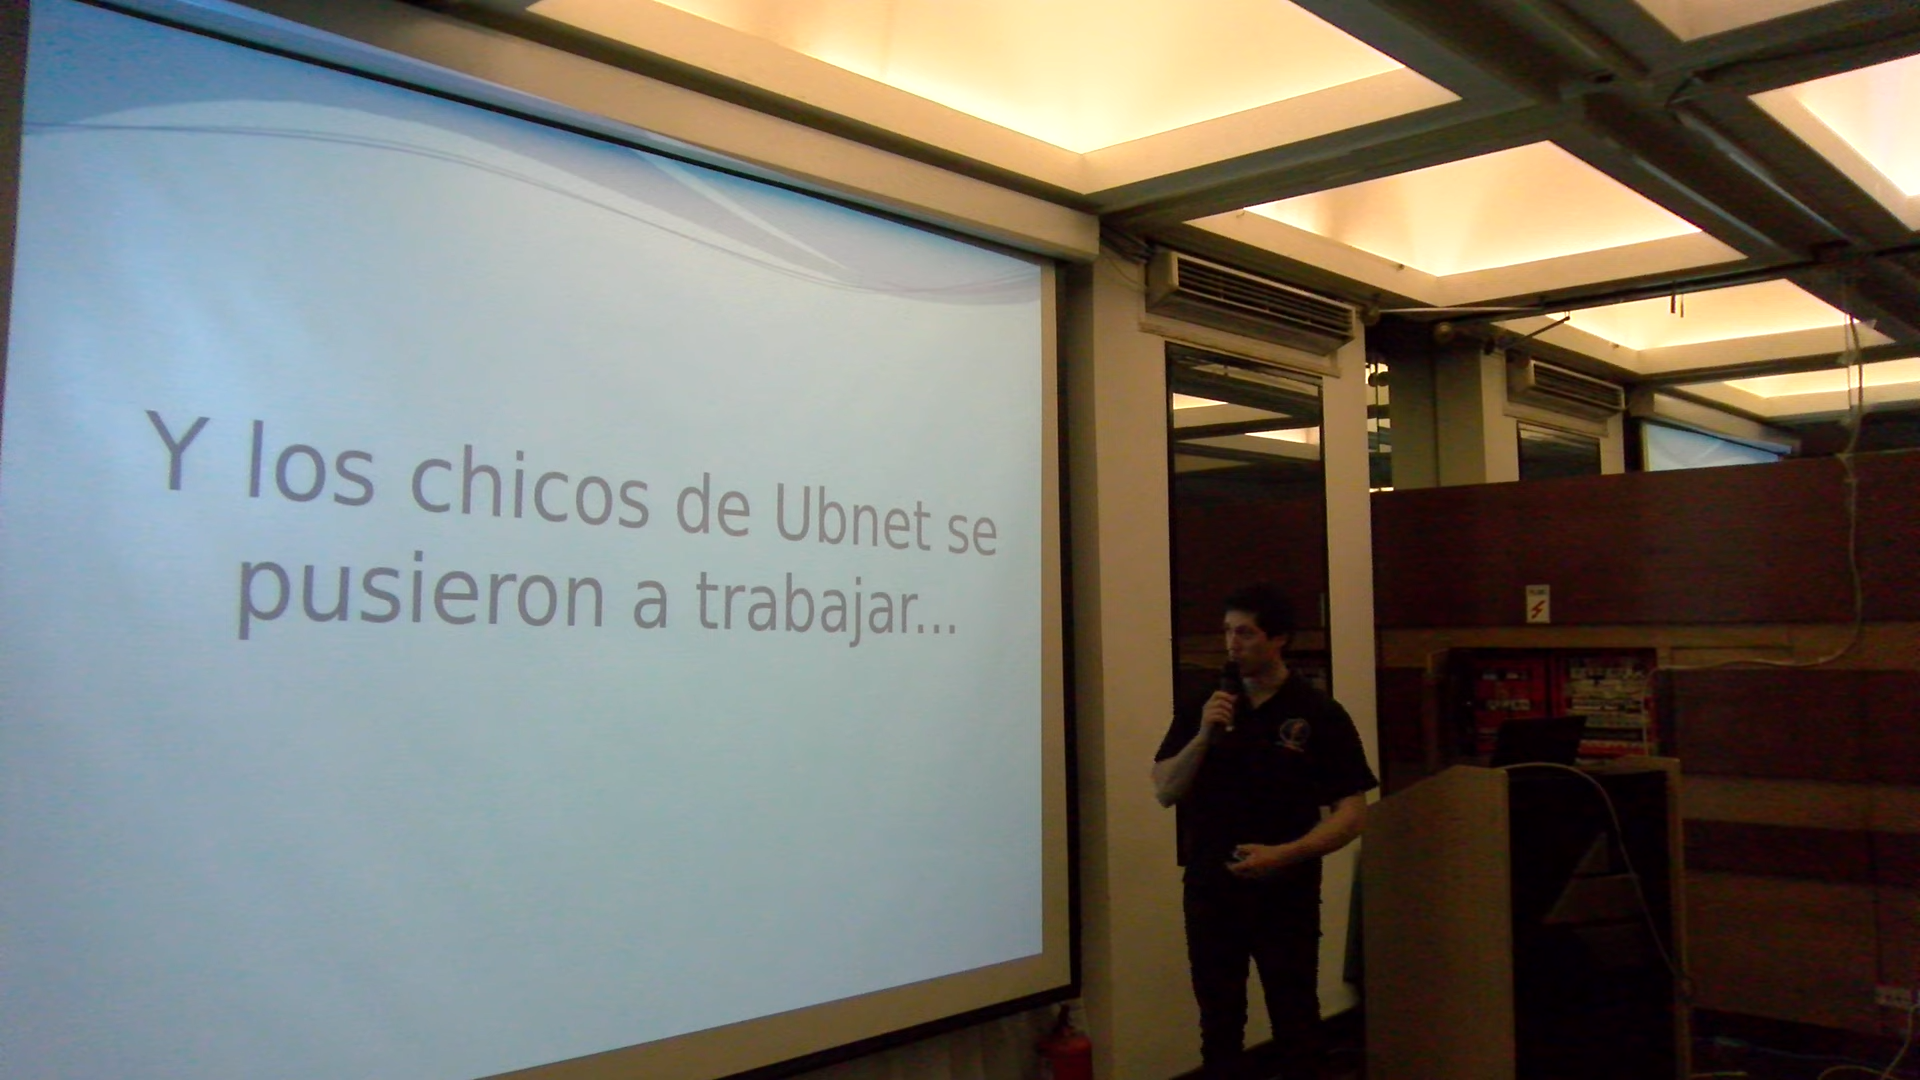 Y los chicos de Ubnet se
pusieron a trabajar...